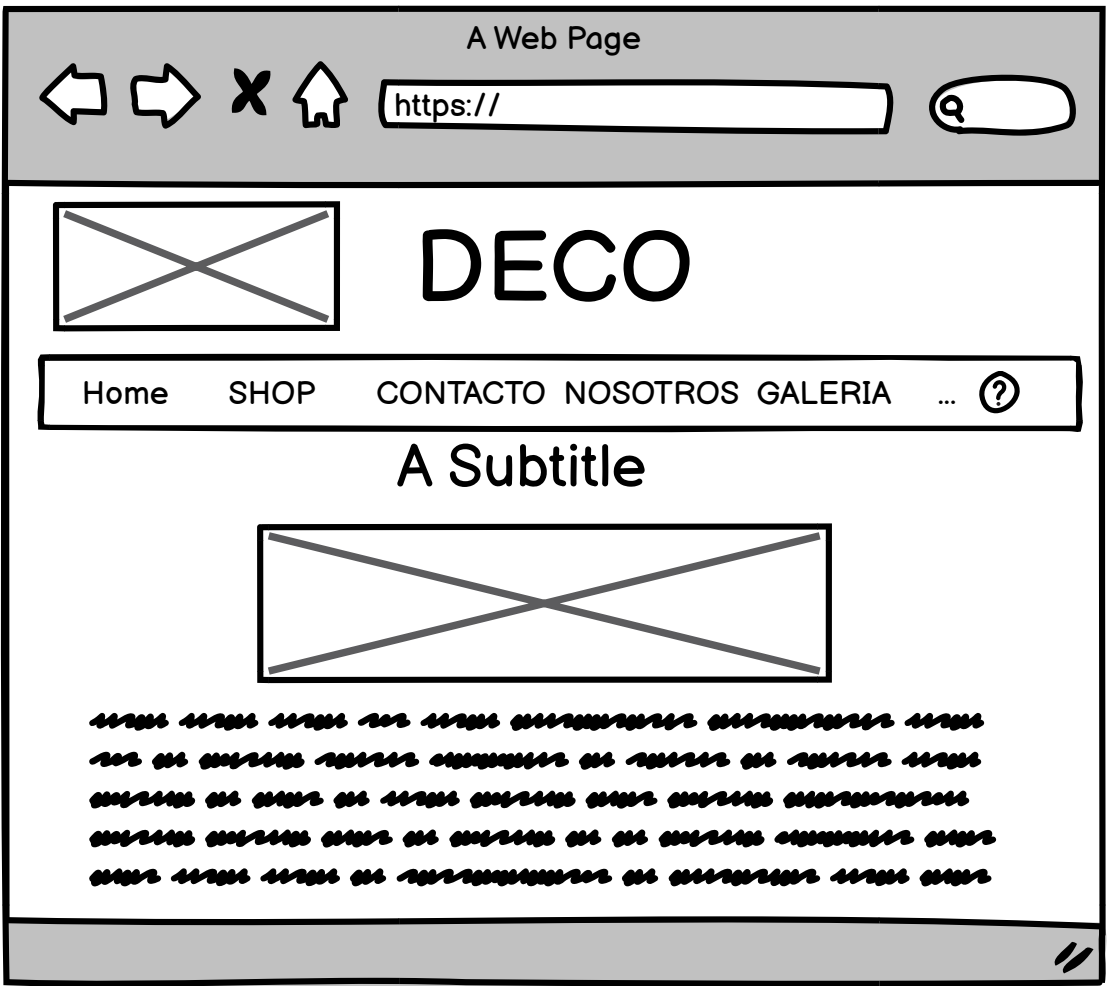 A Web Page
https://
DECO
Home SHOP CONTACTO NOSOTROS GALERIA ... ?
A Subtitle